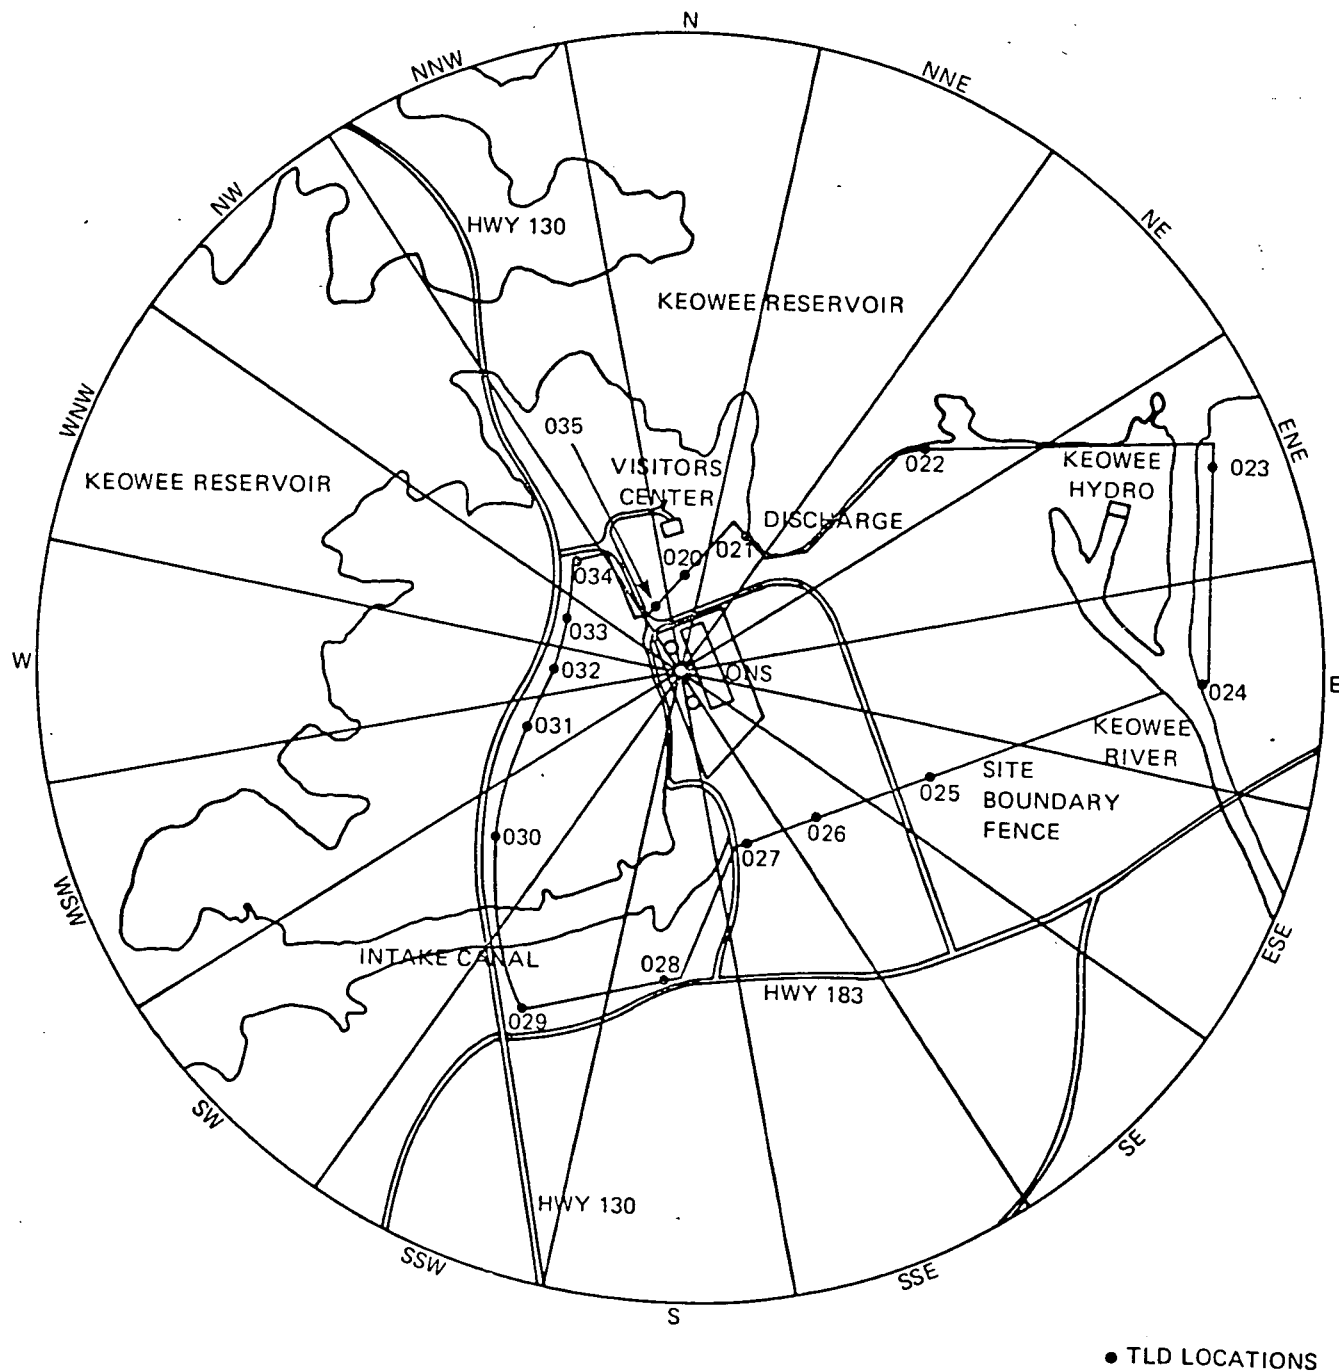 N
NNW
NNE
NW
NE
HWY 130
KEOWEE RESERVOIR
WNW
ENE
035
022
KEOWEE
HYDRO
023
VISITORS
CENTER
KEOWEE RESERVOIR
DISCHARGE
021
020
034
033
W
032
ONS
E
024
031
KEOWEE
RIVER
025
SITE
BOUNDARY
FENCE
026
030
027
WSW
ESE
INTAKE CANAL
028
HWY 183
029
SW
SE
HWY 130
SSW
SSE
S
● TLD LOCATIONS